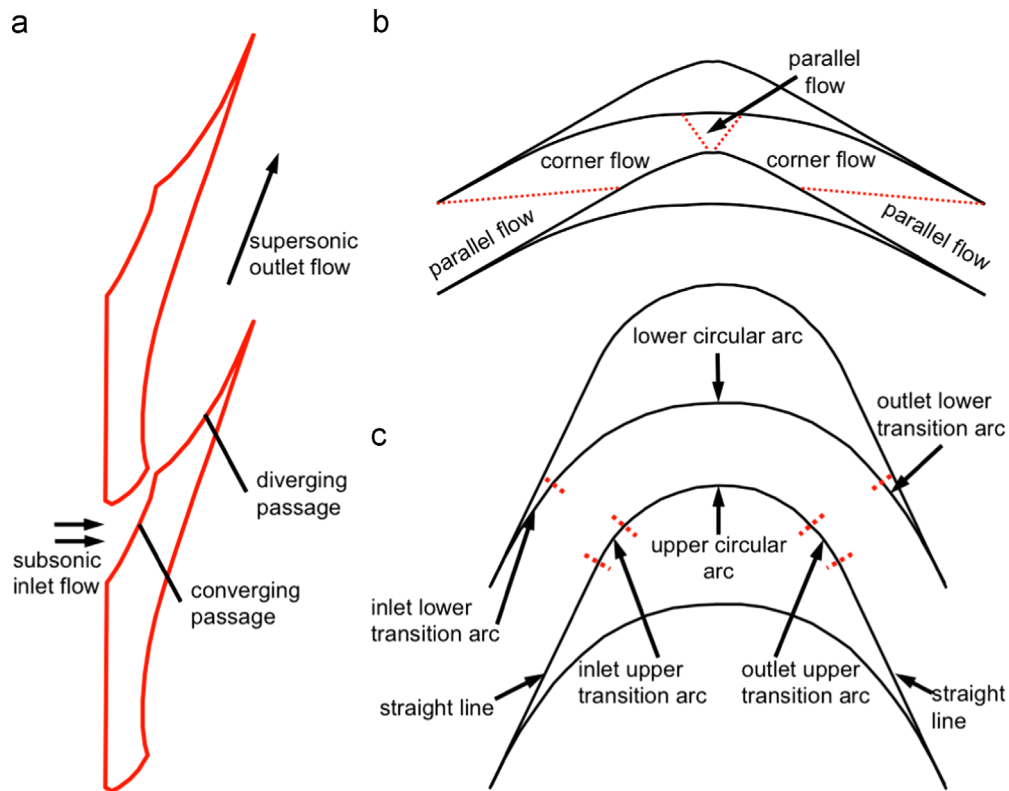 a
supersonic
outlet flow
diverging
passage
subsonic
inlet flow
converging
passage
b
parallel
flow
corner flow
corner flow
parallel flow
parallel flow
c
lower circular arc
outlet lower
transition arc
upper circular
arc
inlet lower
transition arc
inlet upper
transition arc
outlet upper
transition arc
straight line
straight
line